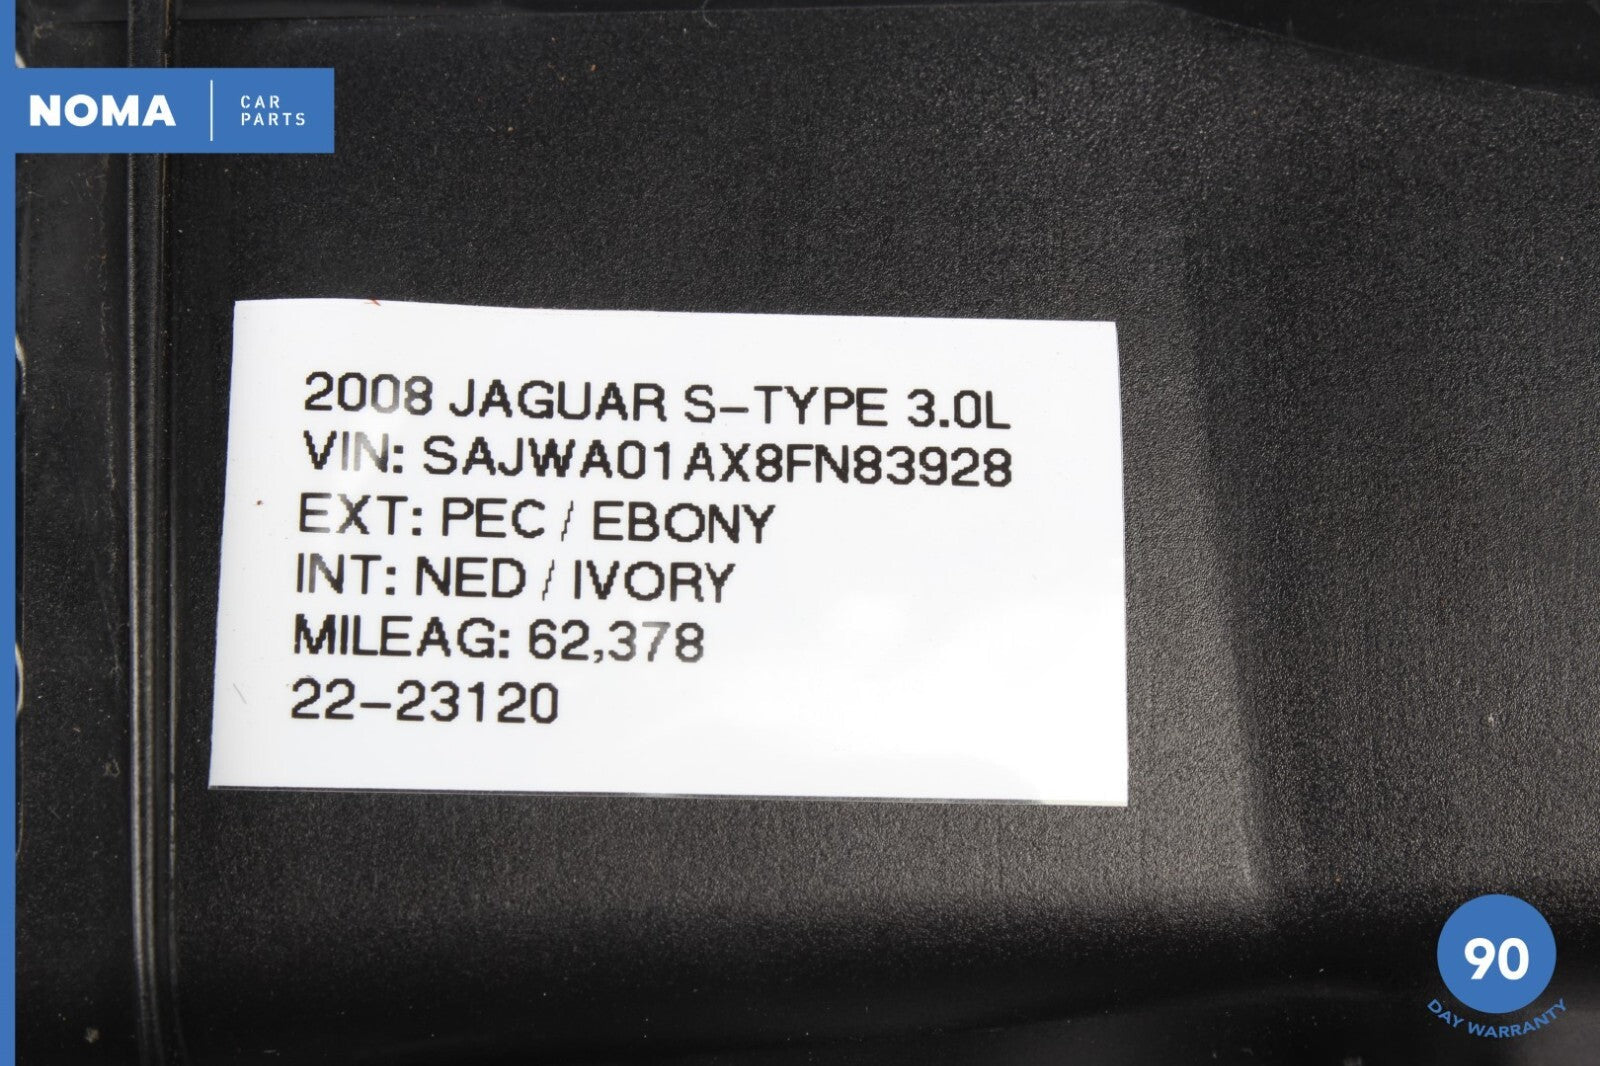 NOMA
CAR
PARTS
2008 JAGUAR S-TYPE 3.0L
VIN: SAJWA01AX8FN83928
EXT: PEC / EBONY
INT: NED / IVORY
MILEAG: 62,378
22-23120
90
DAY WARRANTY